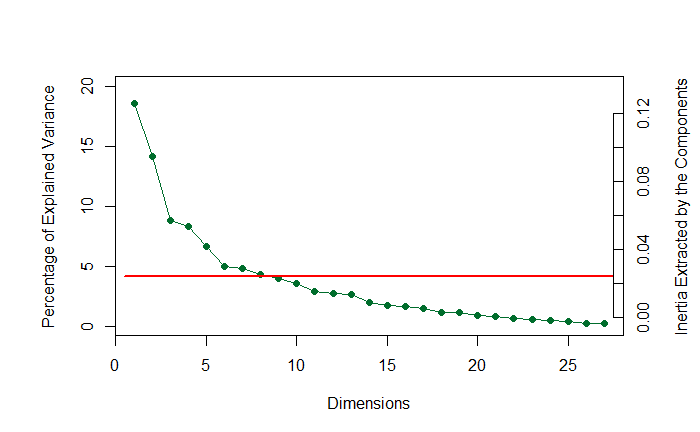 Percentage of Explained Variance
20
15
10
5
0
0.12
0.08
0.04
0.00
Inertia Extracted by the Components
0 5 10 15 20 25
Dimensions